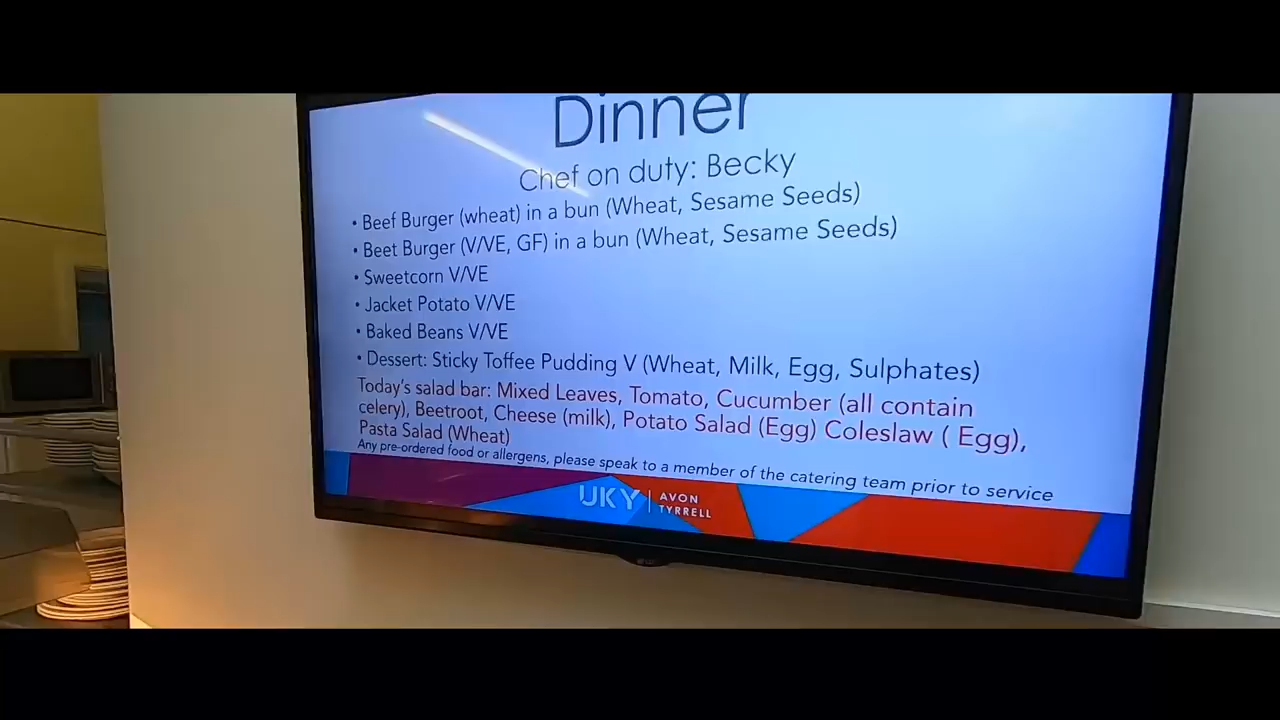 Dinner
Chef on duty: Becky
• Beef Burger (wheat) in a bun (Wheat, Sesame Seeds)
• Beet Burger (V/VE, GF) in a bun (Wheat, Sesame Seeds)
• Sweetcorn V/VE
• Jacket Potato V/VE
• Baked Beans V/VE
• Dessert: Sticky Toffee Pudding V (Wheat, Milk, Egg, Sulphates)
Today's salad bar: Mixed Leaves, Tomato, Cucumber (all contain
celery), Beetroot, Cheese (milk), Potato Salad (Egg) Coleslaw ( Egg),
Pasta Salad (Wheat)
Any pre-ordered food or allergens, please speak to a member of the catering team prior to service
UKY | AVON
TYRRELL